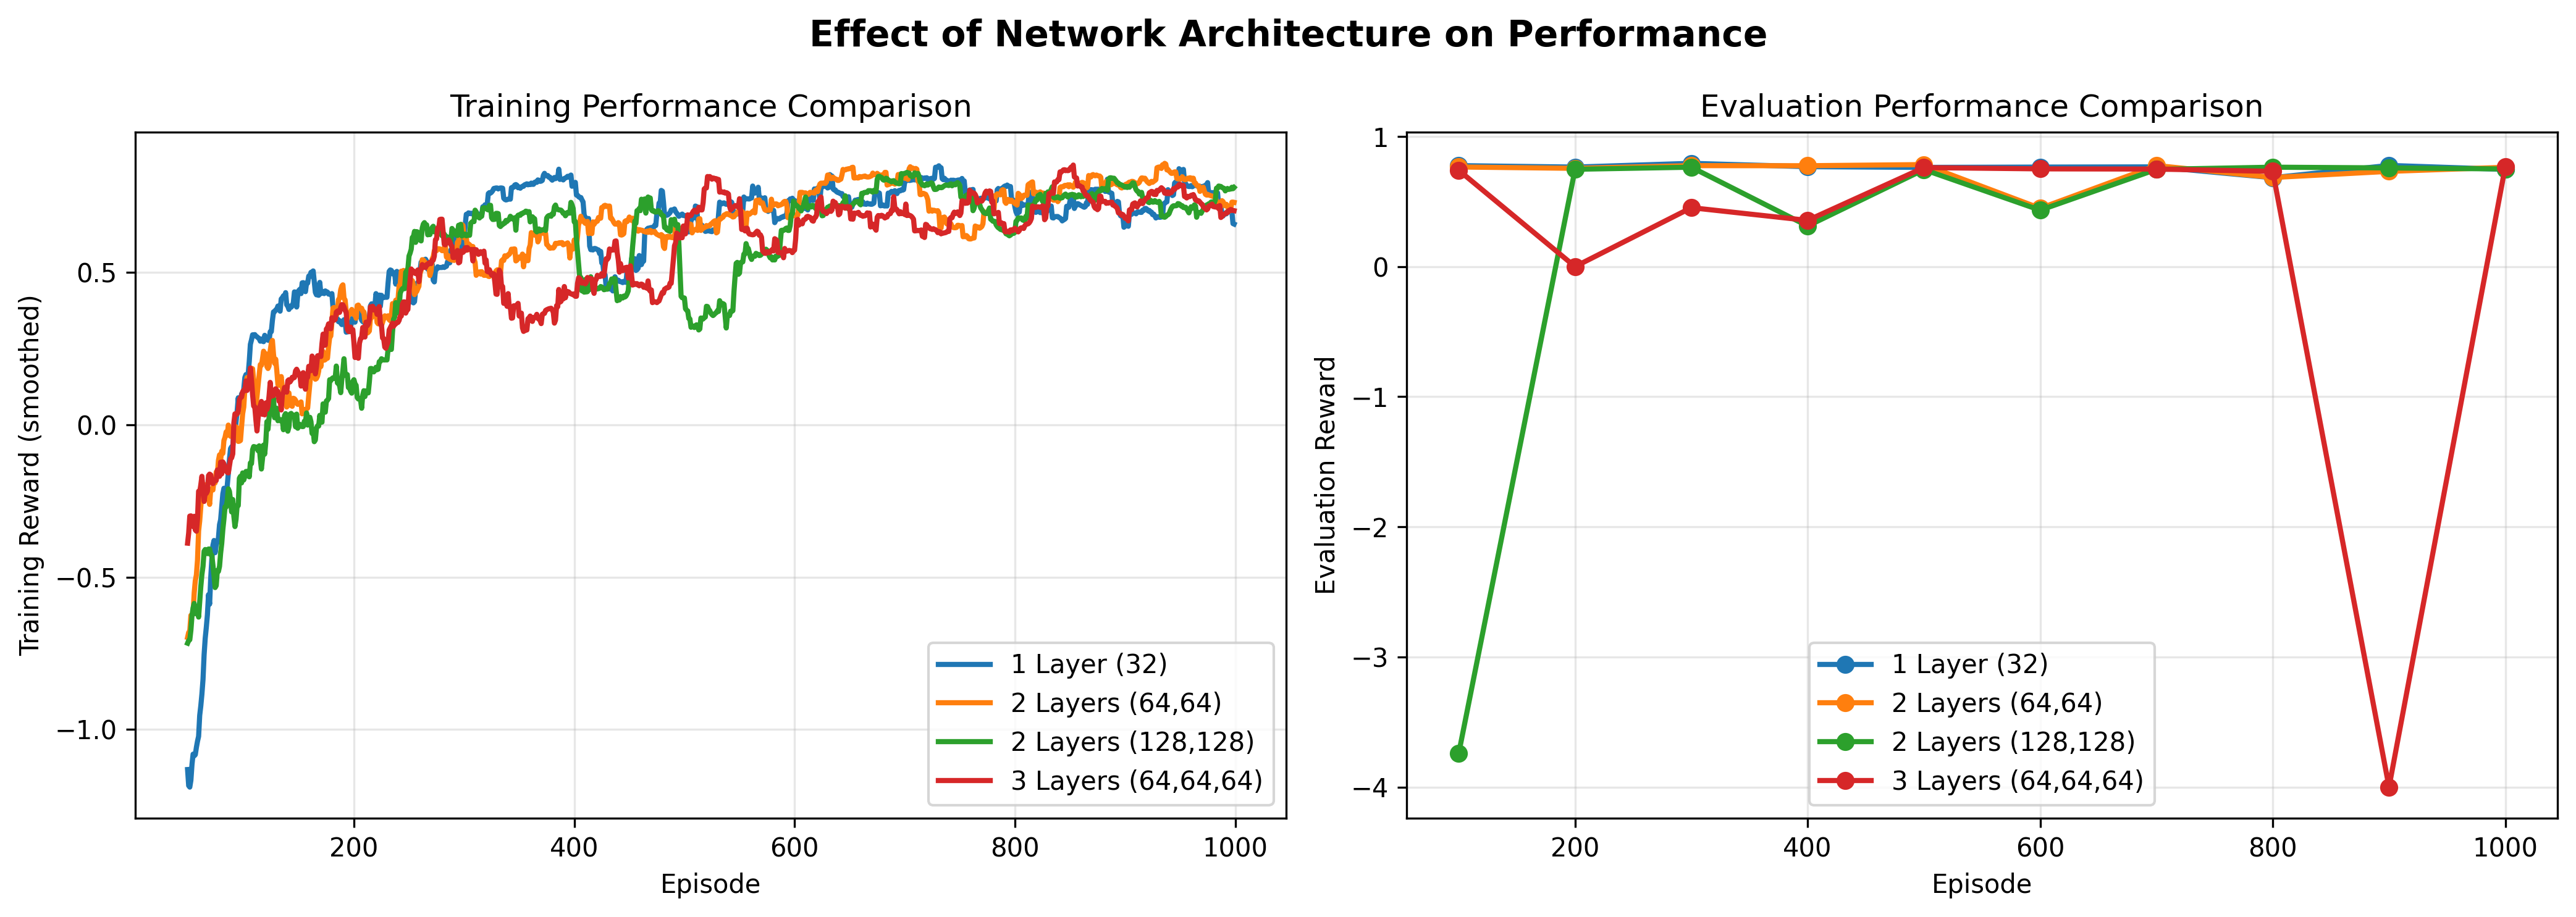 Effect of Network Architecture on Performance
Training Performance Comparison
Training Reward (smoothed)
0.5
0.0
−0.5
−1.0
200
400
600
800
1000
Episode
1 Layer (32)
2 Layers (64,64)
2 Layers (128,128)
3 Layers (64,64,64)
Evaluation Performance Comparison
Evaluation Reward
1
0
−1
−2
−3
−4
200
400
600
800
1000
Episode
1 Layer (32)
2 Layers (64,64)
2 Layers (128,128)
3 Layers (64,64,64)